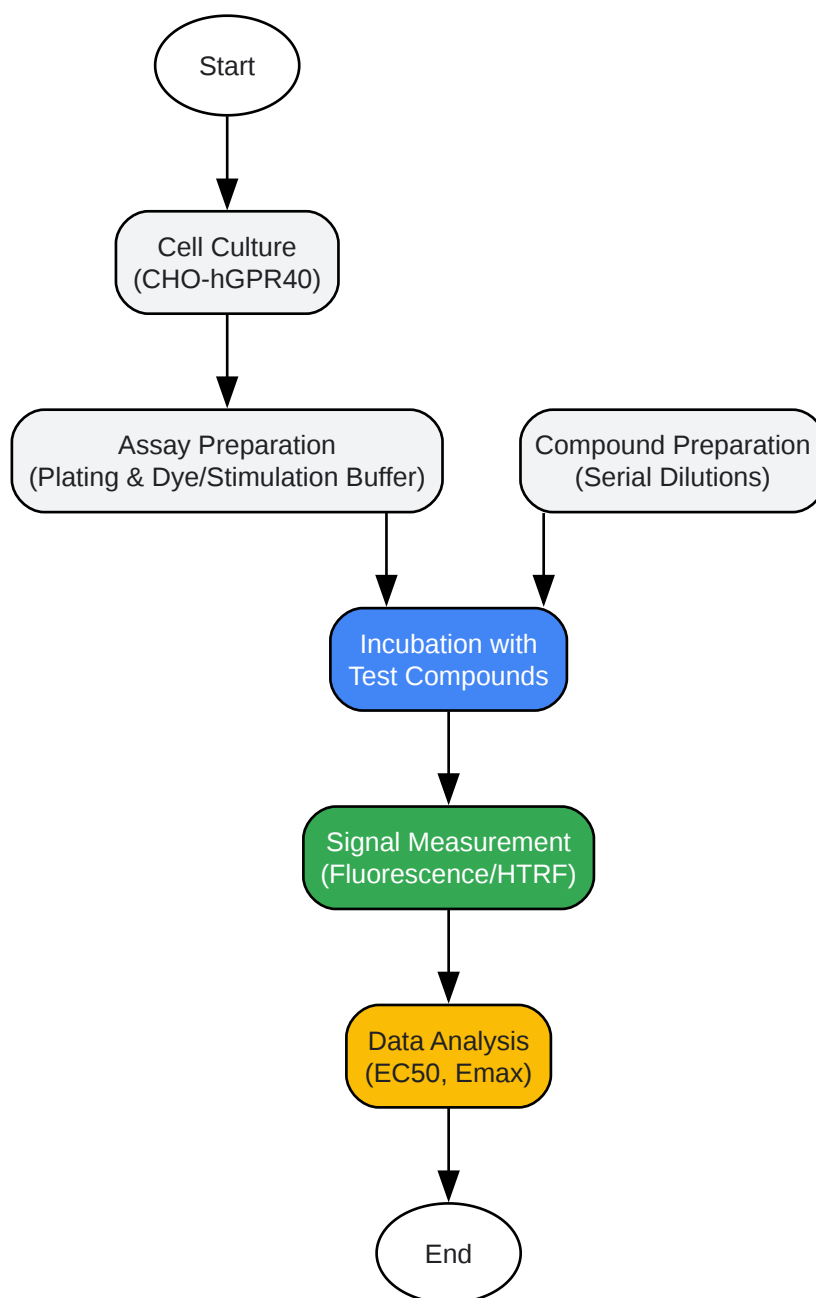 Start
Cell Culture
(CHO-hGPR40)
Assay Preparation
(Plating & Dye/Stimulation Buffer)
Compound Preparation
(Serial Dilutions)
Incubation with
Test Compounds
Signal Measurement
(Fluorescence/HTRF)
Data Analysis
(EC50, Emax)
End